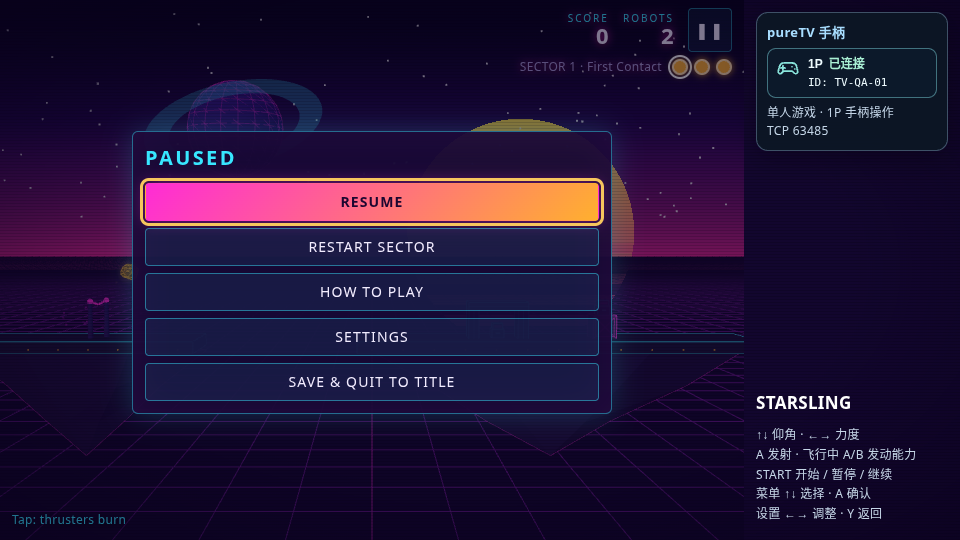 SCORE ROBOTS
0 2
SECTOR 1 · First Contact
PAUSED
RESUME
RESTART SECTOR
HOW TO PLAY
SETTINGS
SAVE & QUIT TO TITLE
Tap: thrusters burn
pureTV 手柄
1P 已连接
ID: TV-QA-01
单人游戏 · 1P 手柄操作
TCP 63485
STARSLING
↑↓ 仰角 · ←→ 力度
A 发射 · 飞行中 A/B 发动能力
START 开始 / 暂停 / 继续
菜单 ↑↓ 选择 · A 确认
设置 ←→ 调整 · Y 返回